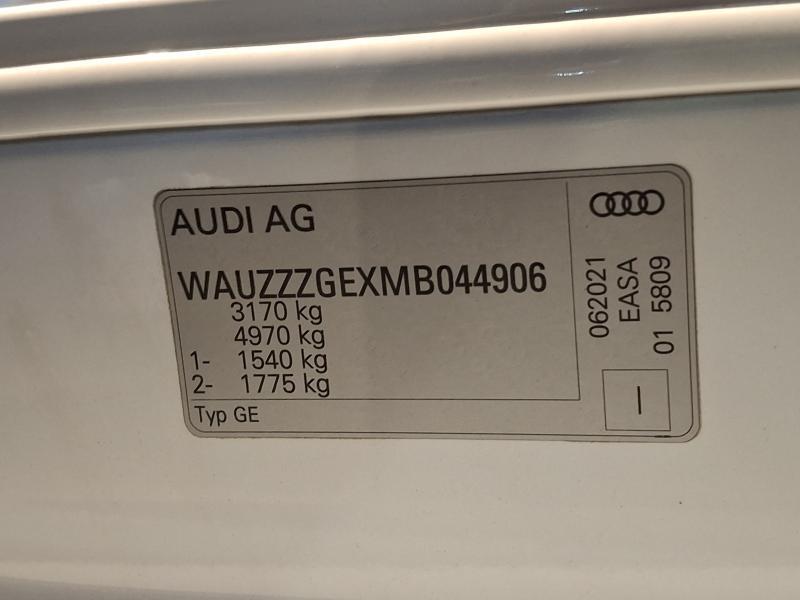 AUDI AG
WAUZZZGEXMB044906
3170 kg
4970 kg
1- 1540 kg
2- 1775 kg
Typ GE
062021
EASA
01 5809